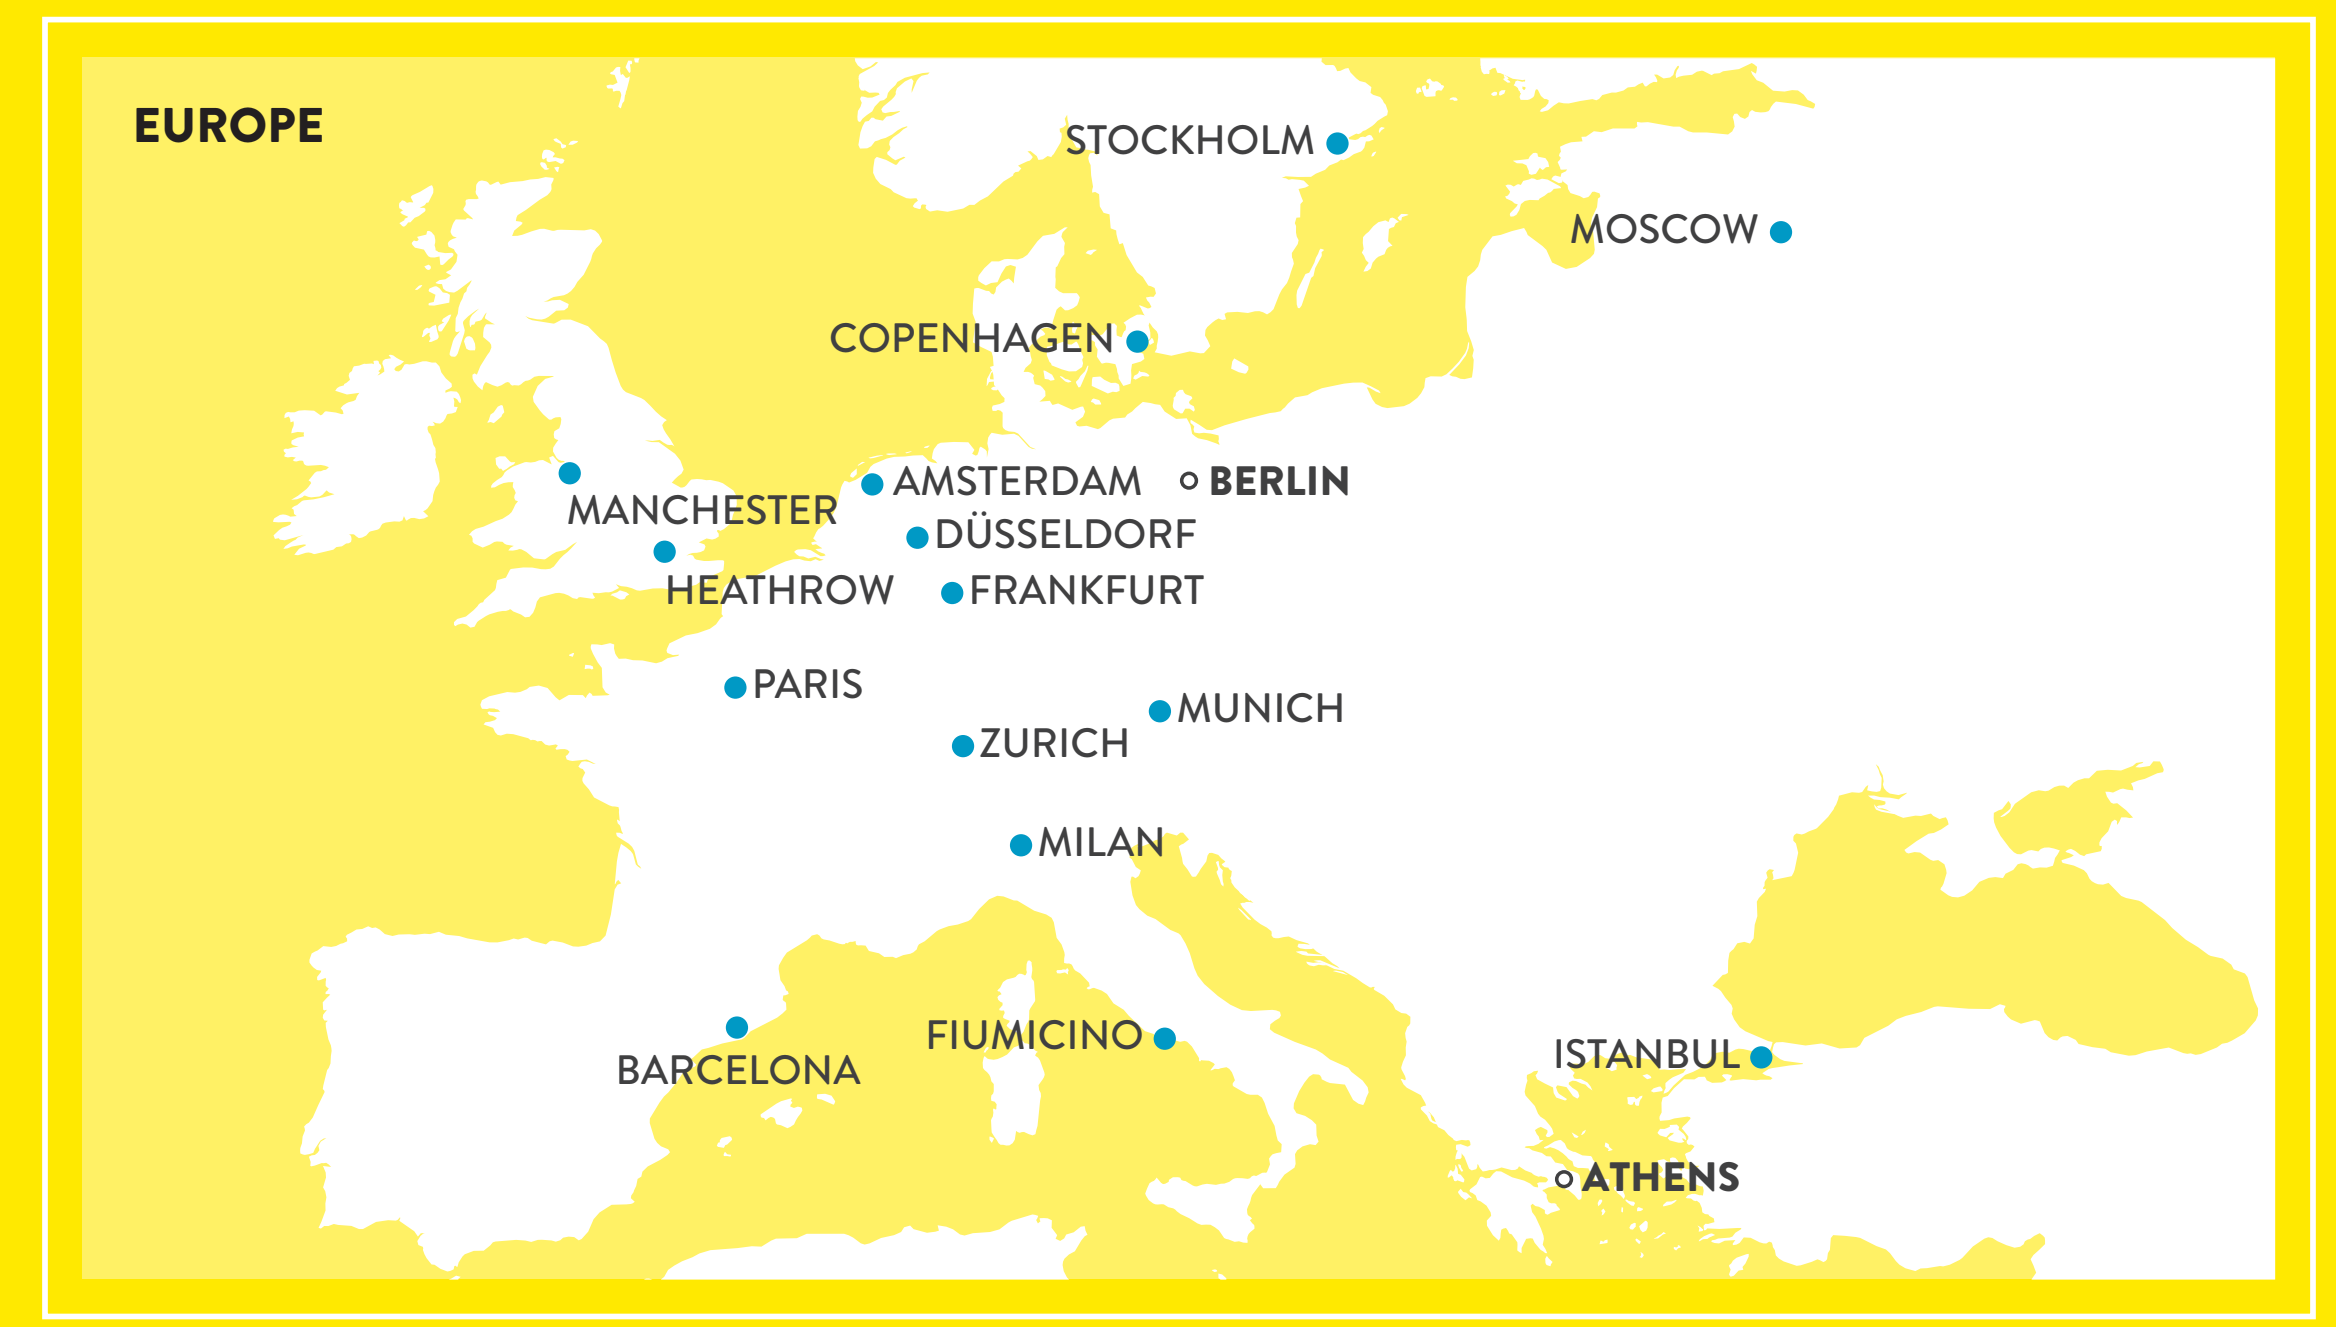 EUROPE
STOCKHOLM
MOSCOW
COPENHAGEN
AMSTERDAM
BERLIN
MANCHESTER
DÜSSELDORF
HEATHROW
FRANKFURT
PARIS
MUNICH
ZURICH
MILAN
FIUMICINO
ISTANBUL
BARCELONA
ATHENS